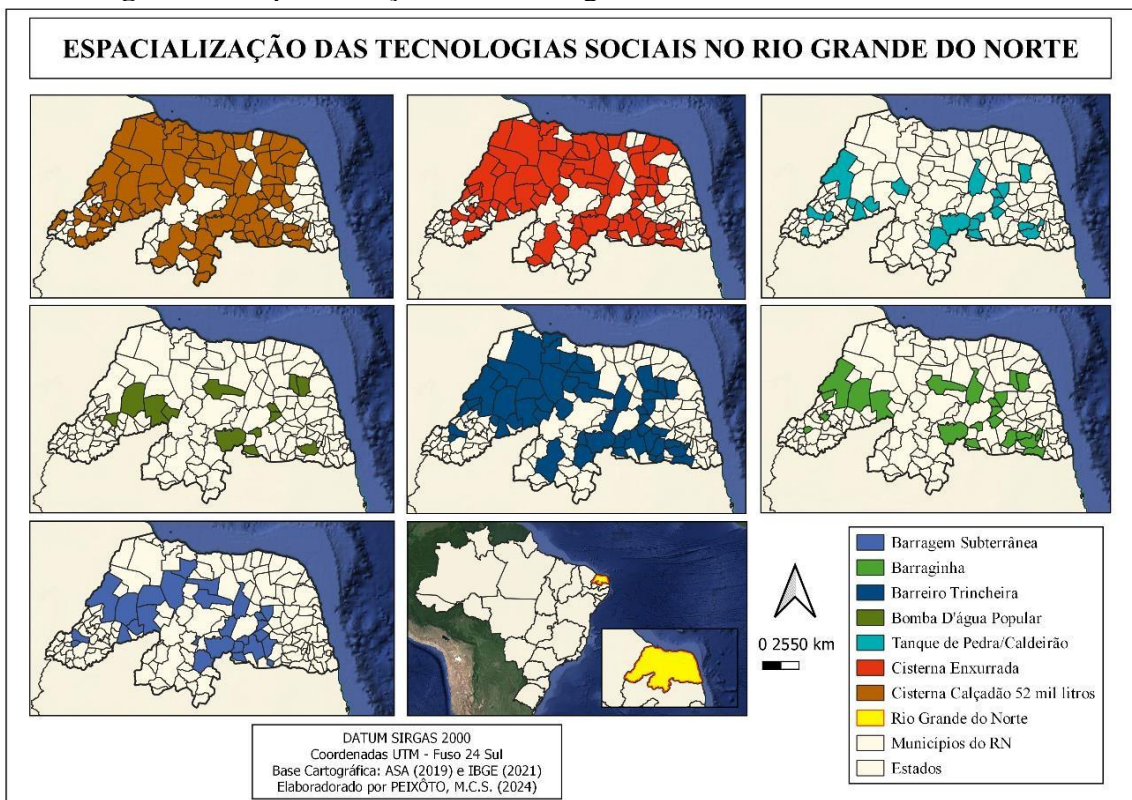 ESPACIALIZAÇÃO DAS TECNOLOGIAS SOCIAIS NO RIO GRANDE DO NORTE
Barragem Subterrânea
Barraginha
Barreiro Trincheira
Bomba D'água Popular
Tanque de Pedra/Caldeirão
Cisterna Enxurrada
Cisterna Calçadão 52 mil litros
Rio Grande do Norte
Municípios do RN
Estados
0 2550 km
DATUM SIRGAS 2000
Coordenadas UTM - Fuso 24 Sul
Base Cartográfica: ASA (2019) e IBGE (2021)
Elaboradorado por PEIXÔTO, M.C.S. (2024)